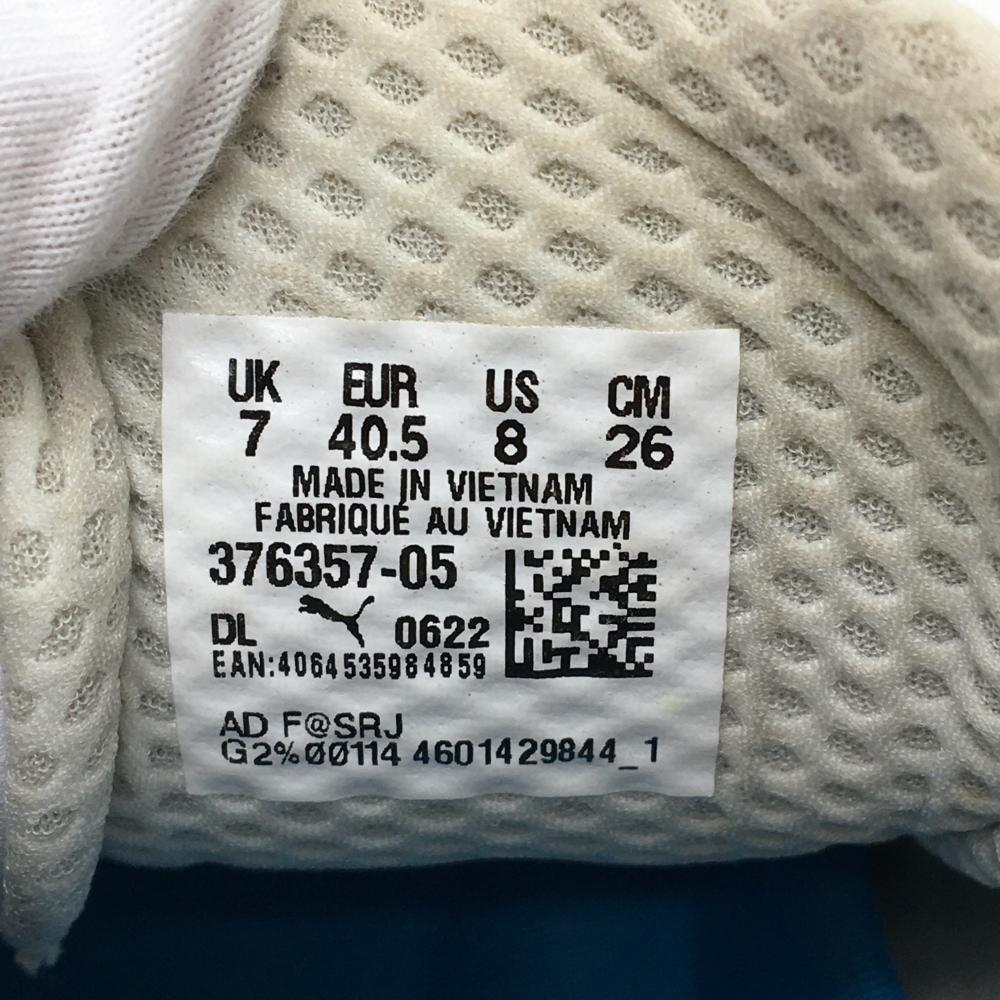 UK EUR US CM
7 40.5 8 26
MADE IN VIETNAM
FABRIQUÉ AU VIETNAM
376357-05
DL 0622
EAN:4064535984859
AD F@SRJ
G2%ØØ114 4601429844_1